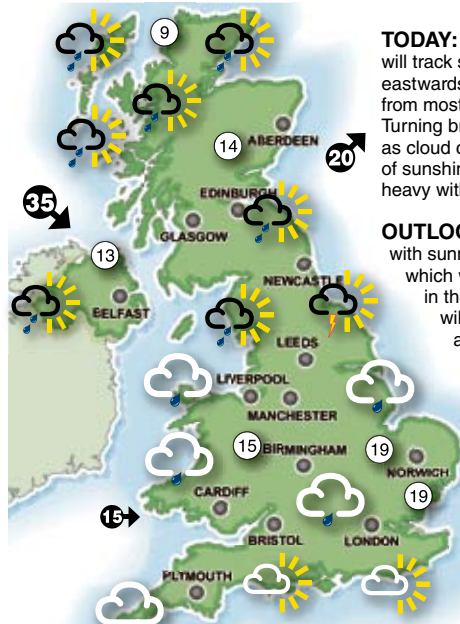 9
TODAY:
will track s
eastwards
from most
Turning br
as cloud c
of sunshin
heavy with
14
ABERDEEN
20
EDINBURGH
35
GLASGOW
OUTLOO
with sunn
which w
in th
wil
a
13
NEWCASTLE
BELFAST
LEEDS
LIVERPOOL
MANCHESTER
15
BIRMINGHAM
19
NORWICH
19
CARDIFF
15
BRISTOL
LONDON
PLYMOUTH